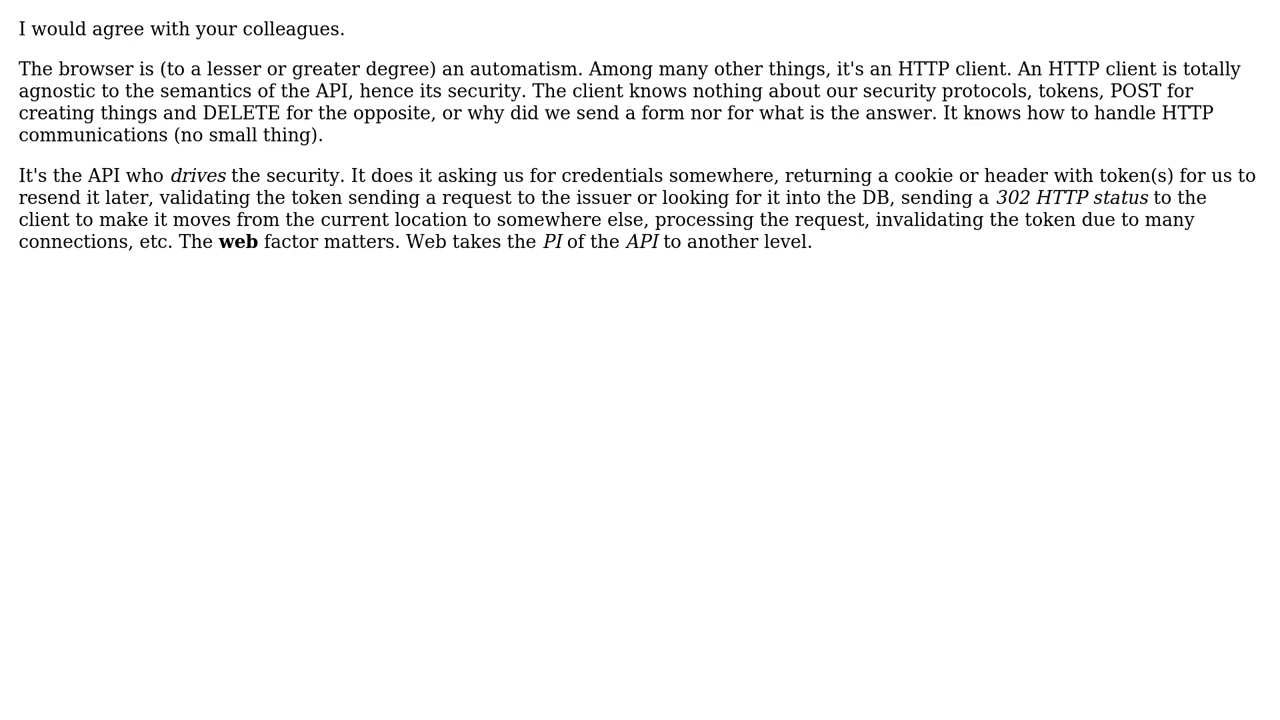 I would agree with your colleagues.
The browser is (to a lesser or greater degree) an automatism. Among many other things, it's an HTTP client. An HTTP client is totally
agnostic to the semantics of the API, hence its security. The client knows nothing about our security protocols, tokens, POST for
creating things and DELETE for the opposite, or why did we send a form nor for what is the answer. It knows how to handle HTTP
communications (no small thing).
It's the API who drives the security. It does it asking us for credentials somewhere, returning a cookie or header with token(s) for us to
resend it later, validating the token sending a request to the issuer or looking for it into the DB, sending a 302 HTTP status to the
client to make it moves from the current location to somewhere else, processing the request, invalidating the token due to many
connections, etc. The web factor matters. Web takes the PI of the API to another level.